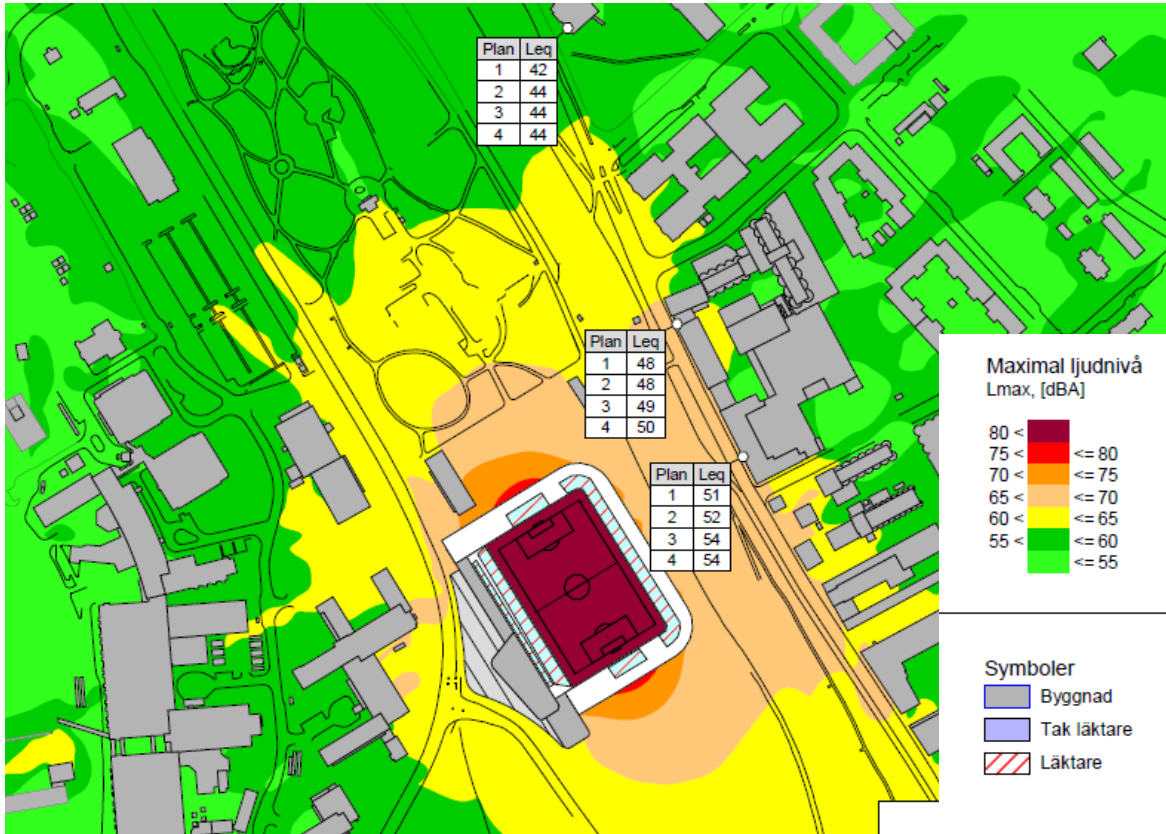 Plan Leq
1 42
2 44
3 44
4 44
Plan Leq
1 48
2 48
3 49
4 50
Plan Leq
1 51
2 52
3 54
4 54
Maximal ljudnivå
Lmax, [dBA]
80 <
75 < <= 80
70 < <= 75
65 < <= 70
60 < <= 65
55 < <= 60
<= 55
Symboler
Byggnad
Tak läktare
Läktare